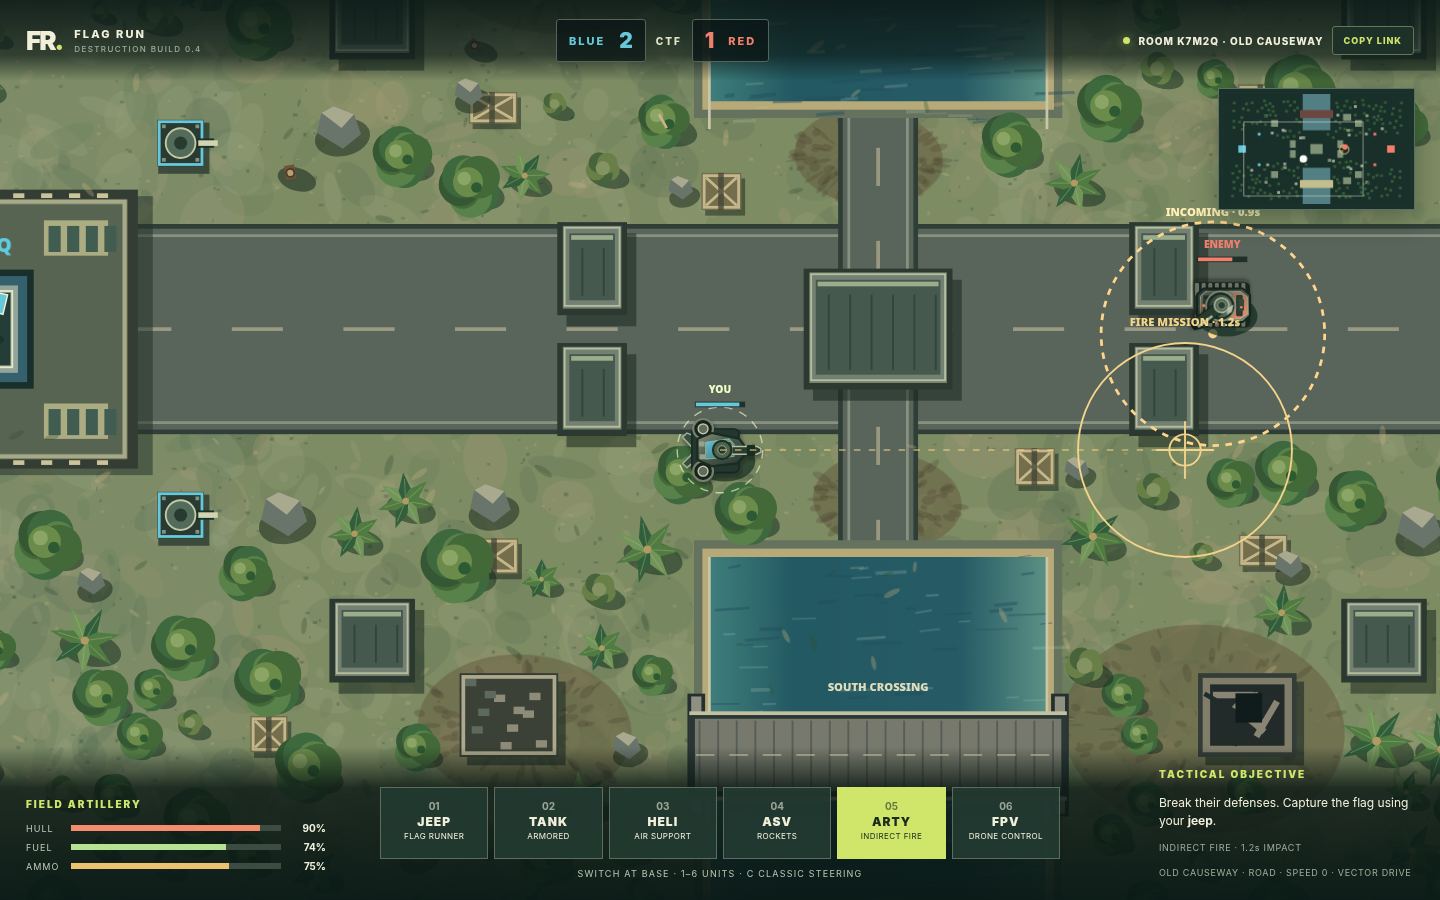 FR.
FLAG RUN
DESTRUCTION BUILD 0.4
BLUE 2
CTF
1 RED
ROOM K7M2Q · OLD CAUSEWAY
COPY LINK
INCOMING · 0.9s
ENEMY
Q
FIRE MISSION · 1.2s
YOU
SOUTH CROSSING
FIELD ARTILLERY
HULL 90%
FUEL 74%
AMMO 75%
01
JEEP
FLAG RUNNER
02
TANK
ARMORED
03
HELI
AIR SUPPORT
04
ASV
ROCKETS
05
ARTY
INDIRECT FIRE
06
FPV
DRONE CONTROL
SWITCH AT BASE · 1–6 UNITS · C CLASSIC STEERING
TACTICAL OBJECTIVE
Break their defenses. Capture the flag using
your jeep.
INDIRECT FIRE · 1.2s IMPACT
OLD CAUSEWAY · ROAD · SPEED 0 · VECTOR DRIVE